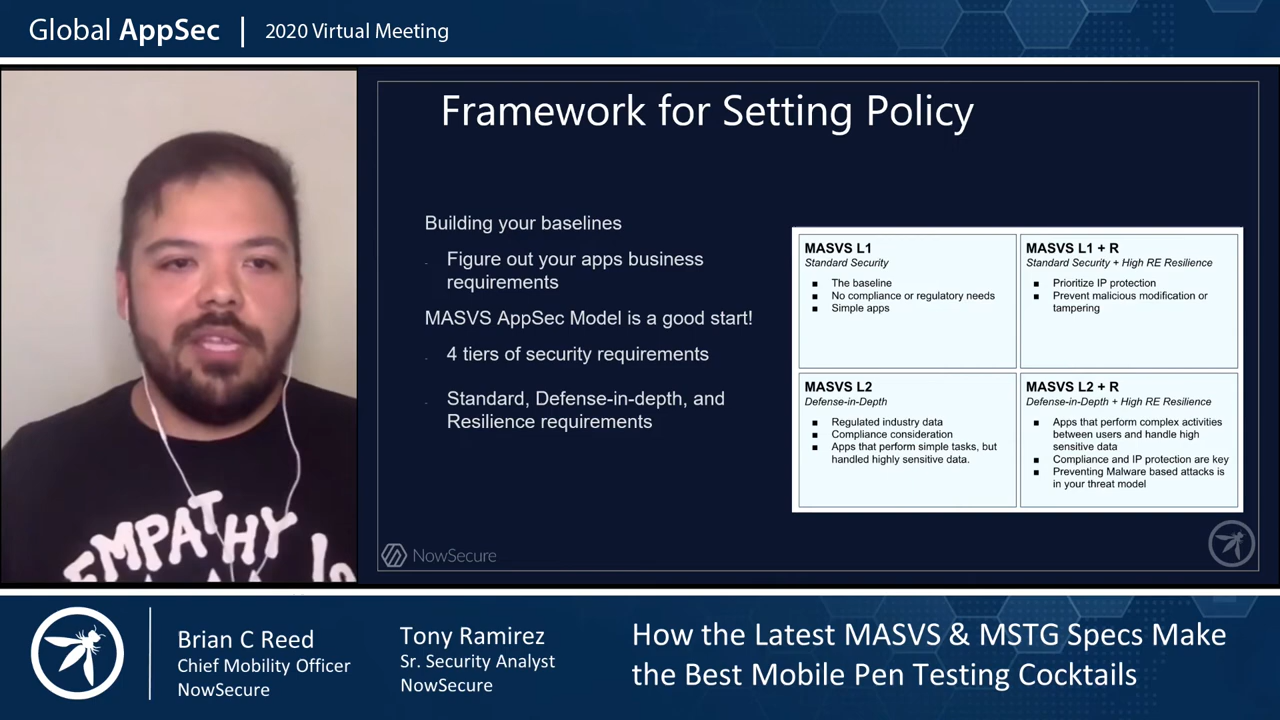 Global AppSec | 2020 Virtual Meeting
Framework for Setting Policy
Building your baselines
- Figure out your apps business
requirements
MASVS AppSec Model is a good start!
- 4 tiers of security requirements
- Standard, Defense-in-depth, and
Resilience requirements
MASVS L1
Standard Security
■ The baseline
■ No compliance or regulatory needs
■ Simple apps
MASVS L1 + R
Standard Security + High RE Resilience
■ Prioritize IP protection
■ Prevent malicious modification or
tampering
MASVS L2
Defense-in-Depth
■ Regulated industry data
■ Compliance consideration
■ Apps that perform simple tasks, but
handled highly sensitive data.
MASVS L2 + R
Defense-in-Depth + High RE Resilience
■ Apps that perform complex activities
between users and handle high
sensitive data
■ Compliance and IP protection are key
■ Preventing Malware based attacks is
in your threat model
NowSecure
EMPATHY
Brian C Reed
Chief Mobility Officer
NowSecure
Tony Ramirez
Sr. Security Analyst
NowSecure
How the Latest MASVS & MSTG Specs Make
the Best Mobile Pen Testing Cocktails